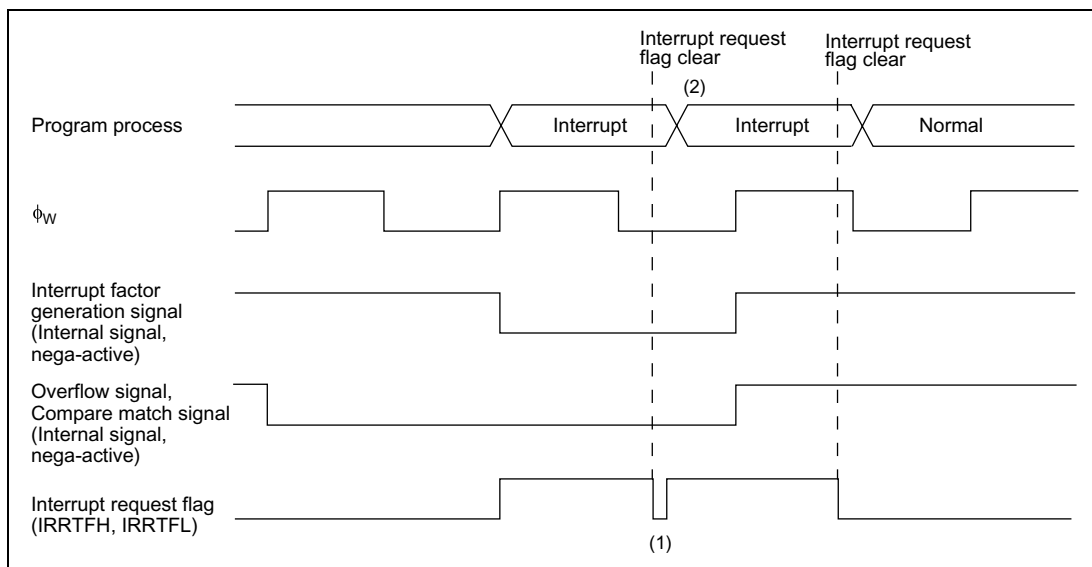 Interrupt request
flag clear
Interrupt request
flag clear
(2)
Program process
Interrupt
Interrupt
Normal
ϕW
Interrupt factor
generation signal
(Internal signal,
nega-active)
Overflow signal,
Compare match signal
(Internal signal,
nega-active)
Interrupt request flag
(IRRTFH, IRRTFL)
(1)